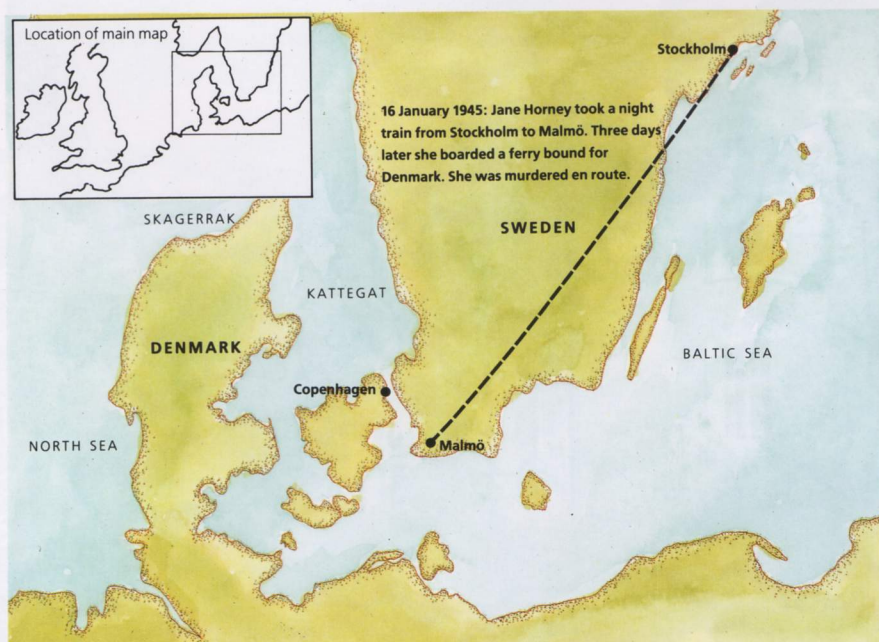 Location of main map
Stockholm
16 January 1945: Jane Horney took a night
train from Stockholm to Malmö. Three days
later she boarded a ferry bound for
Denmark. She was murdered en route.
SKAGERRAK
SWEDEN
KATTEGAT
DENMARK
BALTIC SEA
Copenhagen
NORTH SEA
Malmö